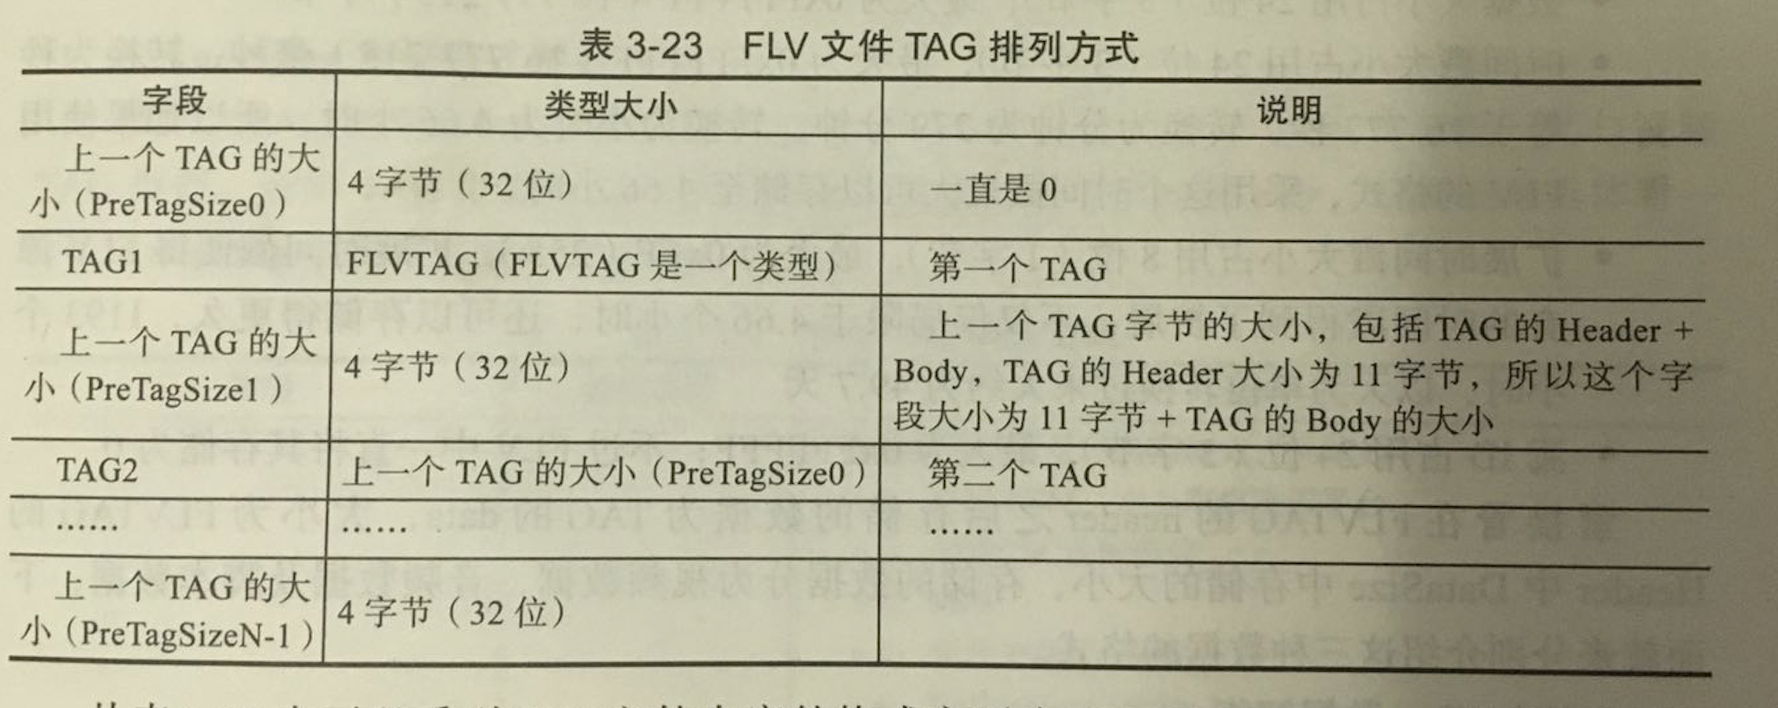 表 3-23 FLV 文件 TAG 排列方式
字段 类型大小 说明
上一个 TAG 的大
小（PreTagSize0）
4 字节（32 位）
一直是 0
TAG1 FLVTAG（FLVTAG 是一个类型） 第一个 TAG
上一个 TAG 的大
小（PreTagSize1）
4 字节（32 位）
上一个 TAG 字节的大小，包括 TAG 的 Header +
Body，TAG 的 Header 大小为 11 字节，所以这个字
段大小为 11 字节 + TAG 的 Body 的大小
TAG2 上一个 TAG 的大小（PreTagSize0） 第二个 TAG
…… …… ……
上一个 TAG 的大
小（PreTagSizeN-1）
4 字节（32 位）